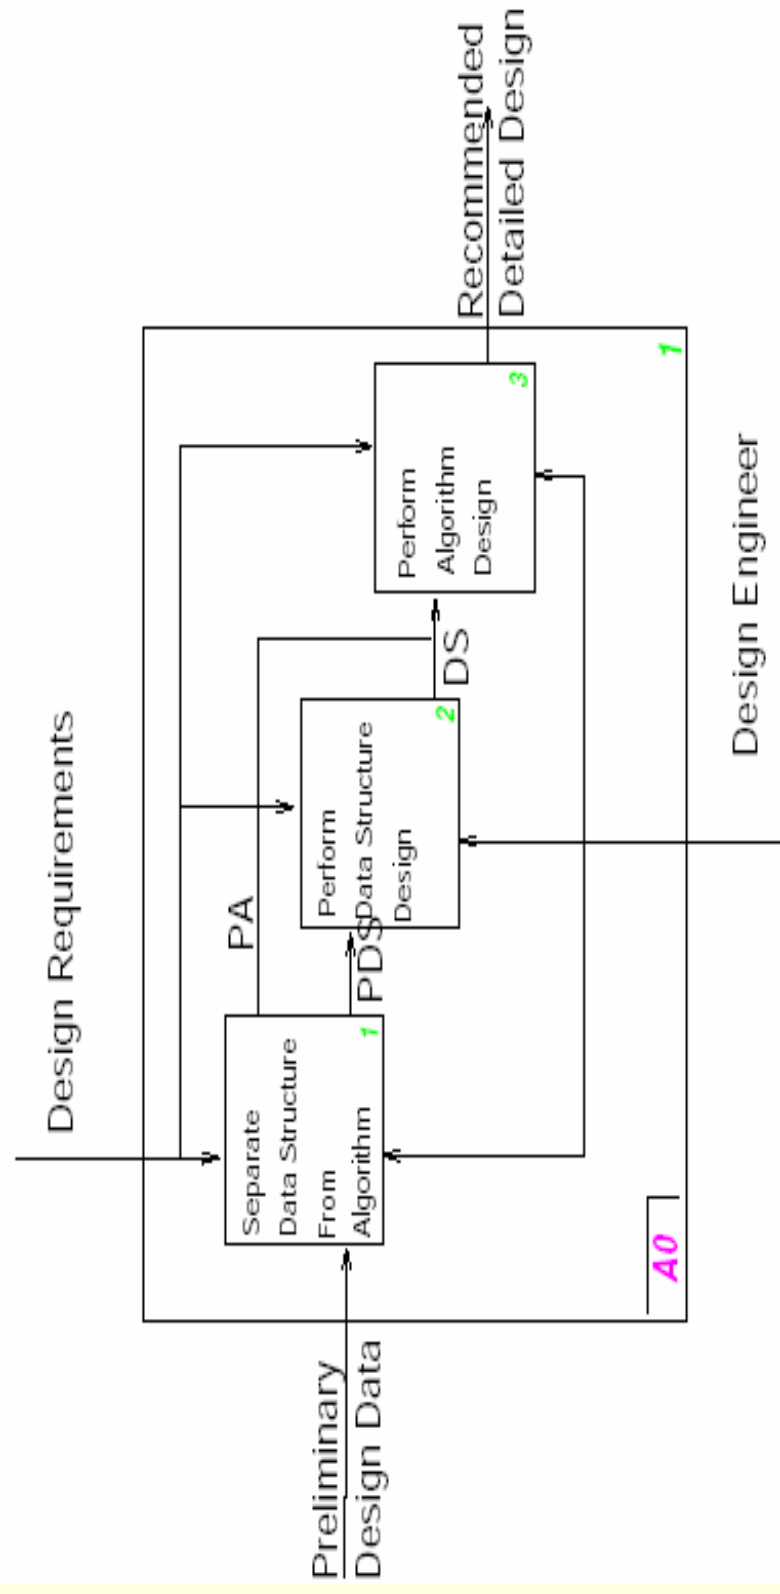 Design Requirements
Preliminary
Design Data
Separate
Data Structure
From
Algorithm
1
PA
PDS
Perform
Data Structure
Design
2
DS
Perform
Algorithm
Design
3
Recommended
Detailed Design
A0
1
Design Engineer